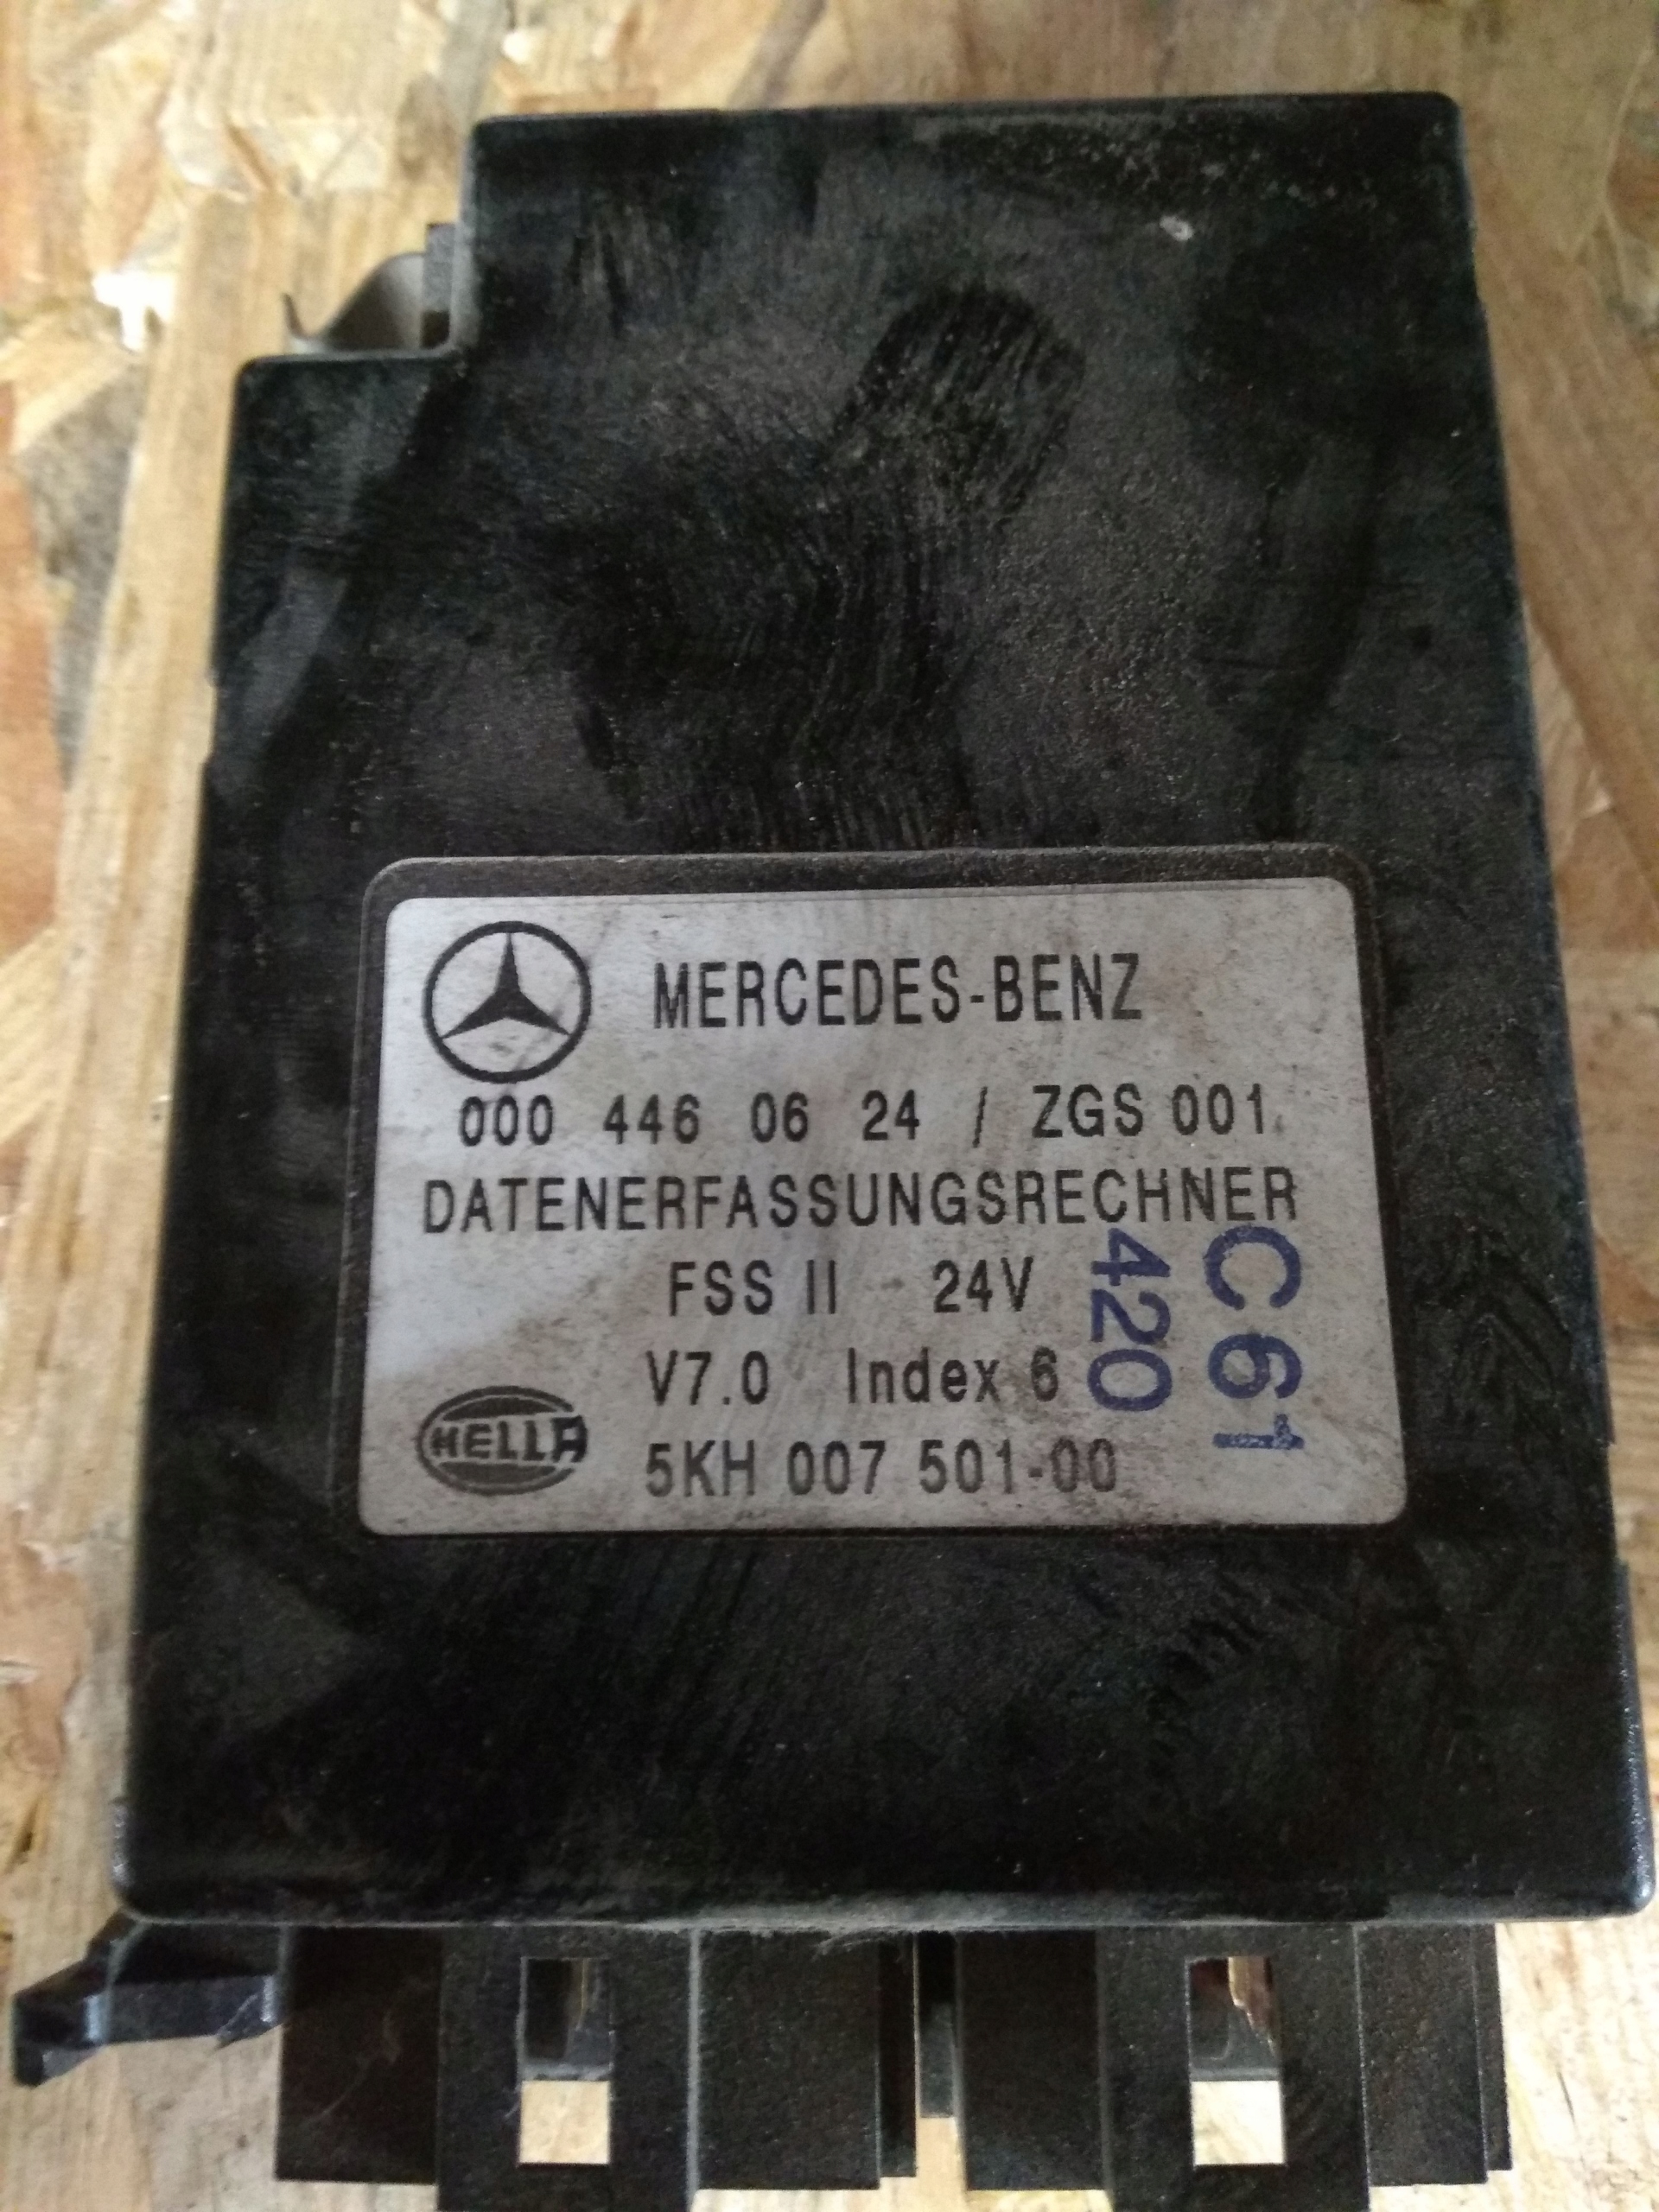 MERCEDES-BENZ
000 446 06 24 / ZGS 001
DATENERFASSUNGSRECHNER
FSS II - 24V
V7.0 Index 6
HELLA
5KH 007 501-00
C61
420